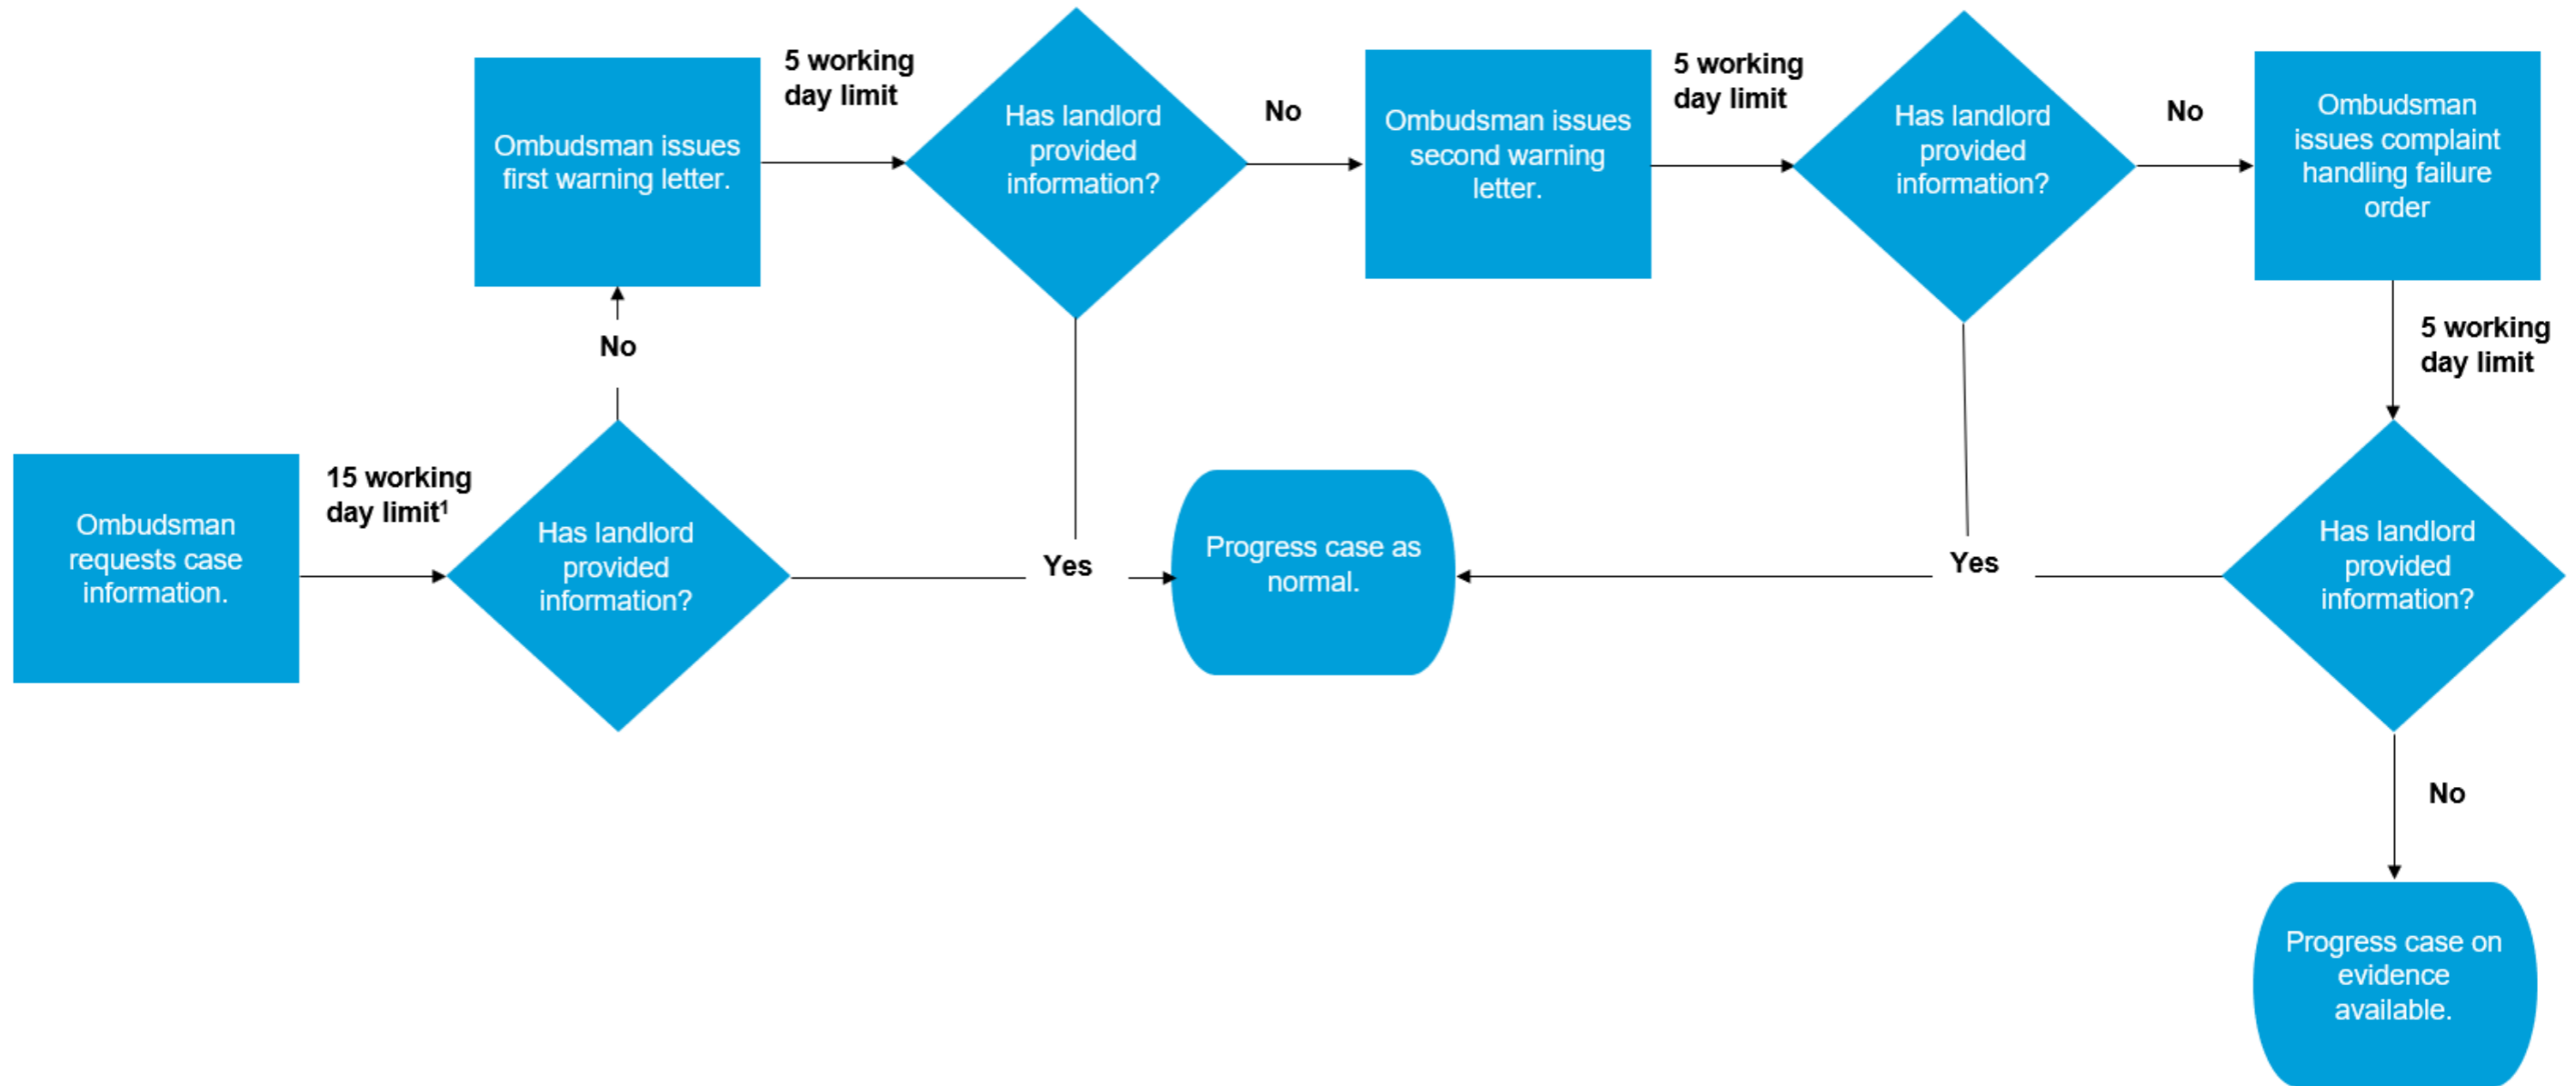 Ombudsman
requests case
information.
15 working
day limit¹
Has landlord
provided
information?
No
Ombudsman issues
first warning letter.
5 working
day limit
Has landlord
provided
information?
No
Ombudsman issues
second warning
letter.
5 working
day limit
Has landlord
provided
information?
No
Ombudsman
issues complaint
handling failure
order
5 working
day limit
Has landlord
provided
information?
Yes
Progress case as
normal.
Yes
No
Progress case on
evidence
available.